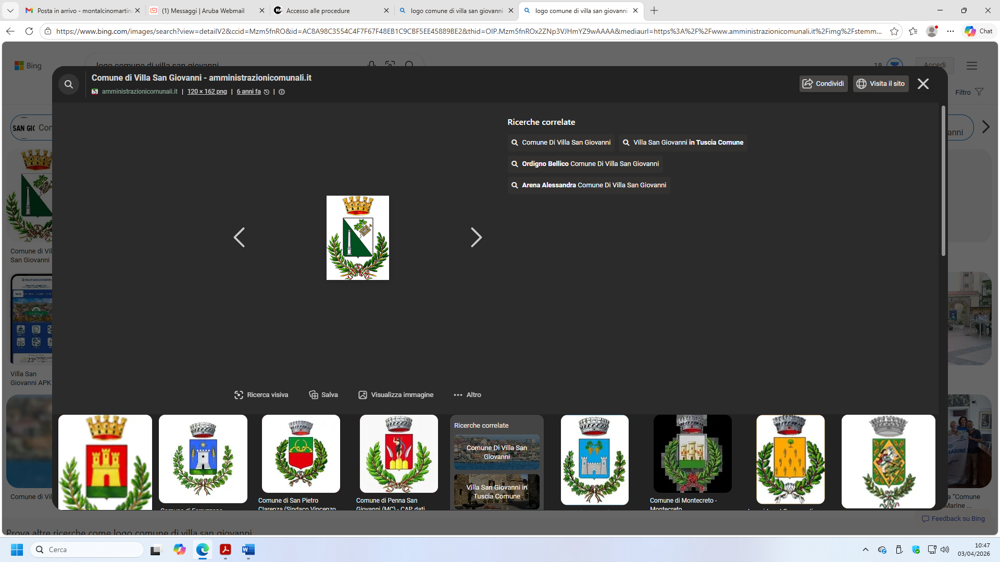 Posta in arrivo - montalcinomartin
(1) Messaggi | Aruba Webmail
Accesso alle procedure
logo comune di villa san giovanni
logo comune di villa san giovanni
https://www.bing.com/images/search?view=detailV2&ccid=Mzm5fnRO&id=AC8A98C3554C4F7F67F48EB1C9CBF5EE45889BE2&thid=OIP.Mzm5fnROx2ZNp3VJHmYZ9wAAAA&mediaurl=https%3A%2F%2Fwww.amministrazionicomunali.it%2Fimg%2Fstemm...
Chat
Bing
logo comune di villa san giovanni
18
Accedi
Comune di Villa San Giovanni - amministrazionicomunali.it
amministrazionicomunali.it | 120 × 162 png | 6 anni fa |
Condividi
Visita il sito
Filtro
SAN GIO
Con
anni
Ricerche correlate
Comune Di Villa San Giovanni
Villa San Giovanni in Tuscia Comune
Ordigno Bellico Comune Di Villa San Giovanni
Arena Alessandra Comune Di Villa San Giovanni
Comune di Vil
San Giovanni
23°
Villa San
Giovanni APK
Comune di Vil
Ricerca visiva
Salva
Visualizza immagine
Altro
Comune di San Pietro
Clarenza (Sindaco Vincenzo
Comune di Penna San
Giovanni (MC) - CAP, dati
Ricerche correlate
Comune Di Villa San
Giovanni
Villa San Giovanni in
Tuscia Comune
Comune di Montecreto -
Montecreto
MARINE
a “Comune
Marine ...
Feedback su Bing
Prova altre ricerche come logo comune di villa san giovanni
Cerca
10:47
03/04/2026